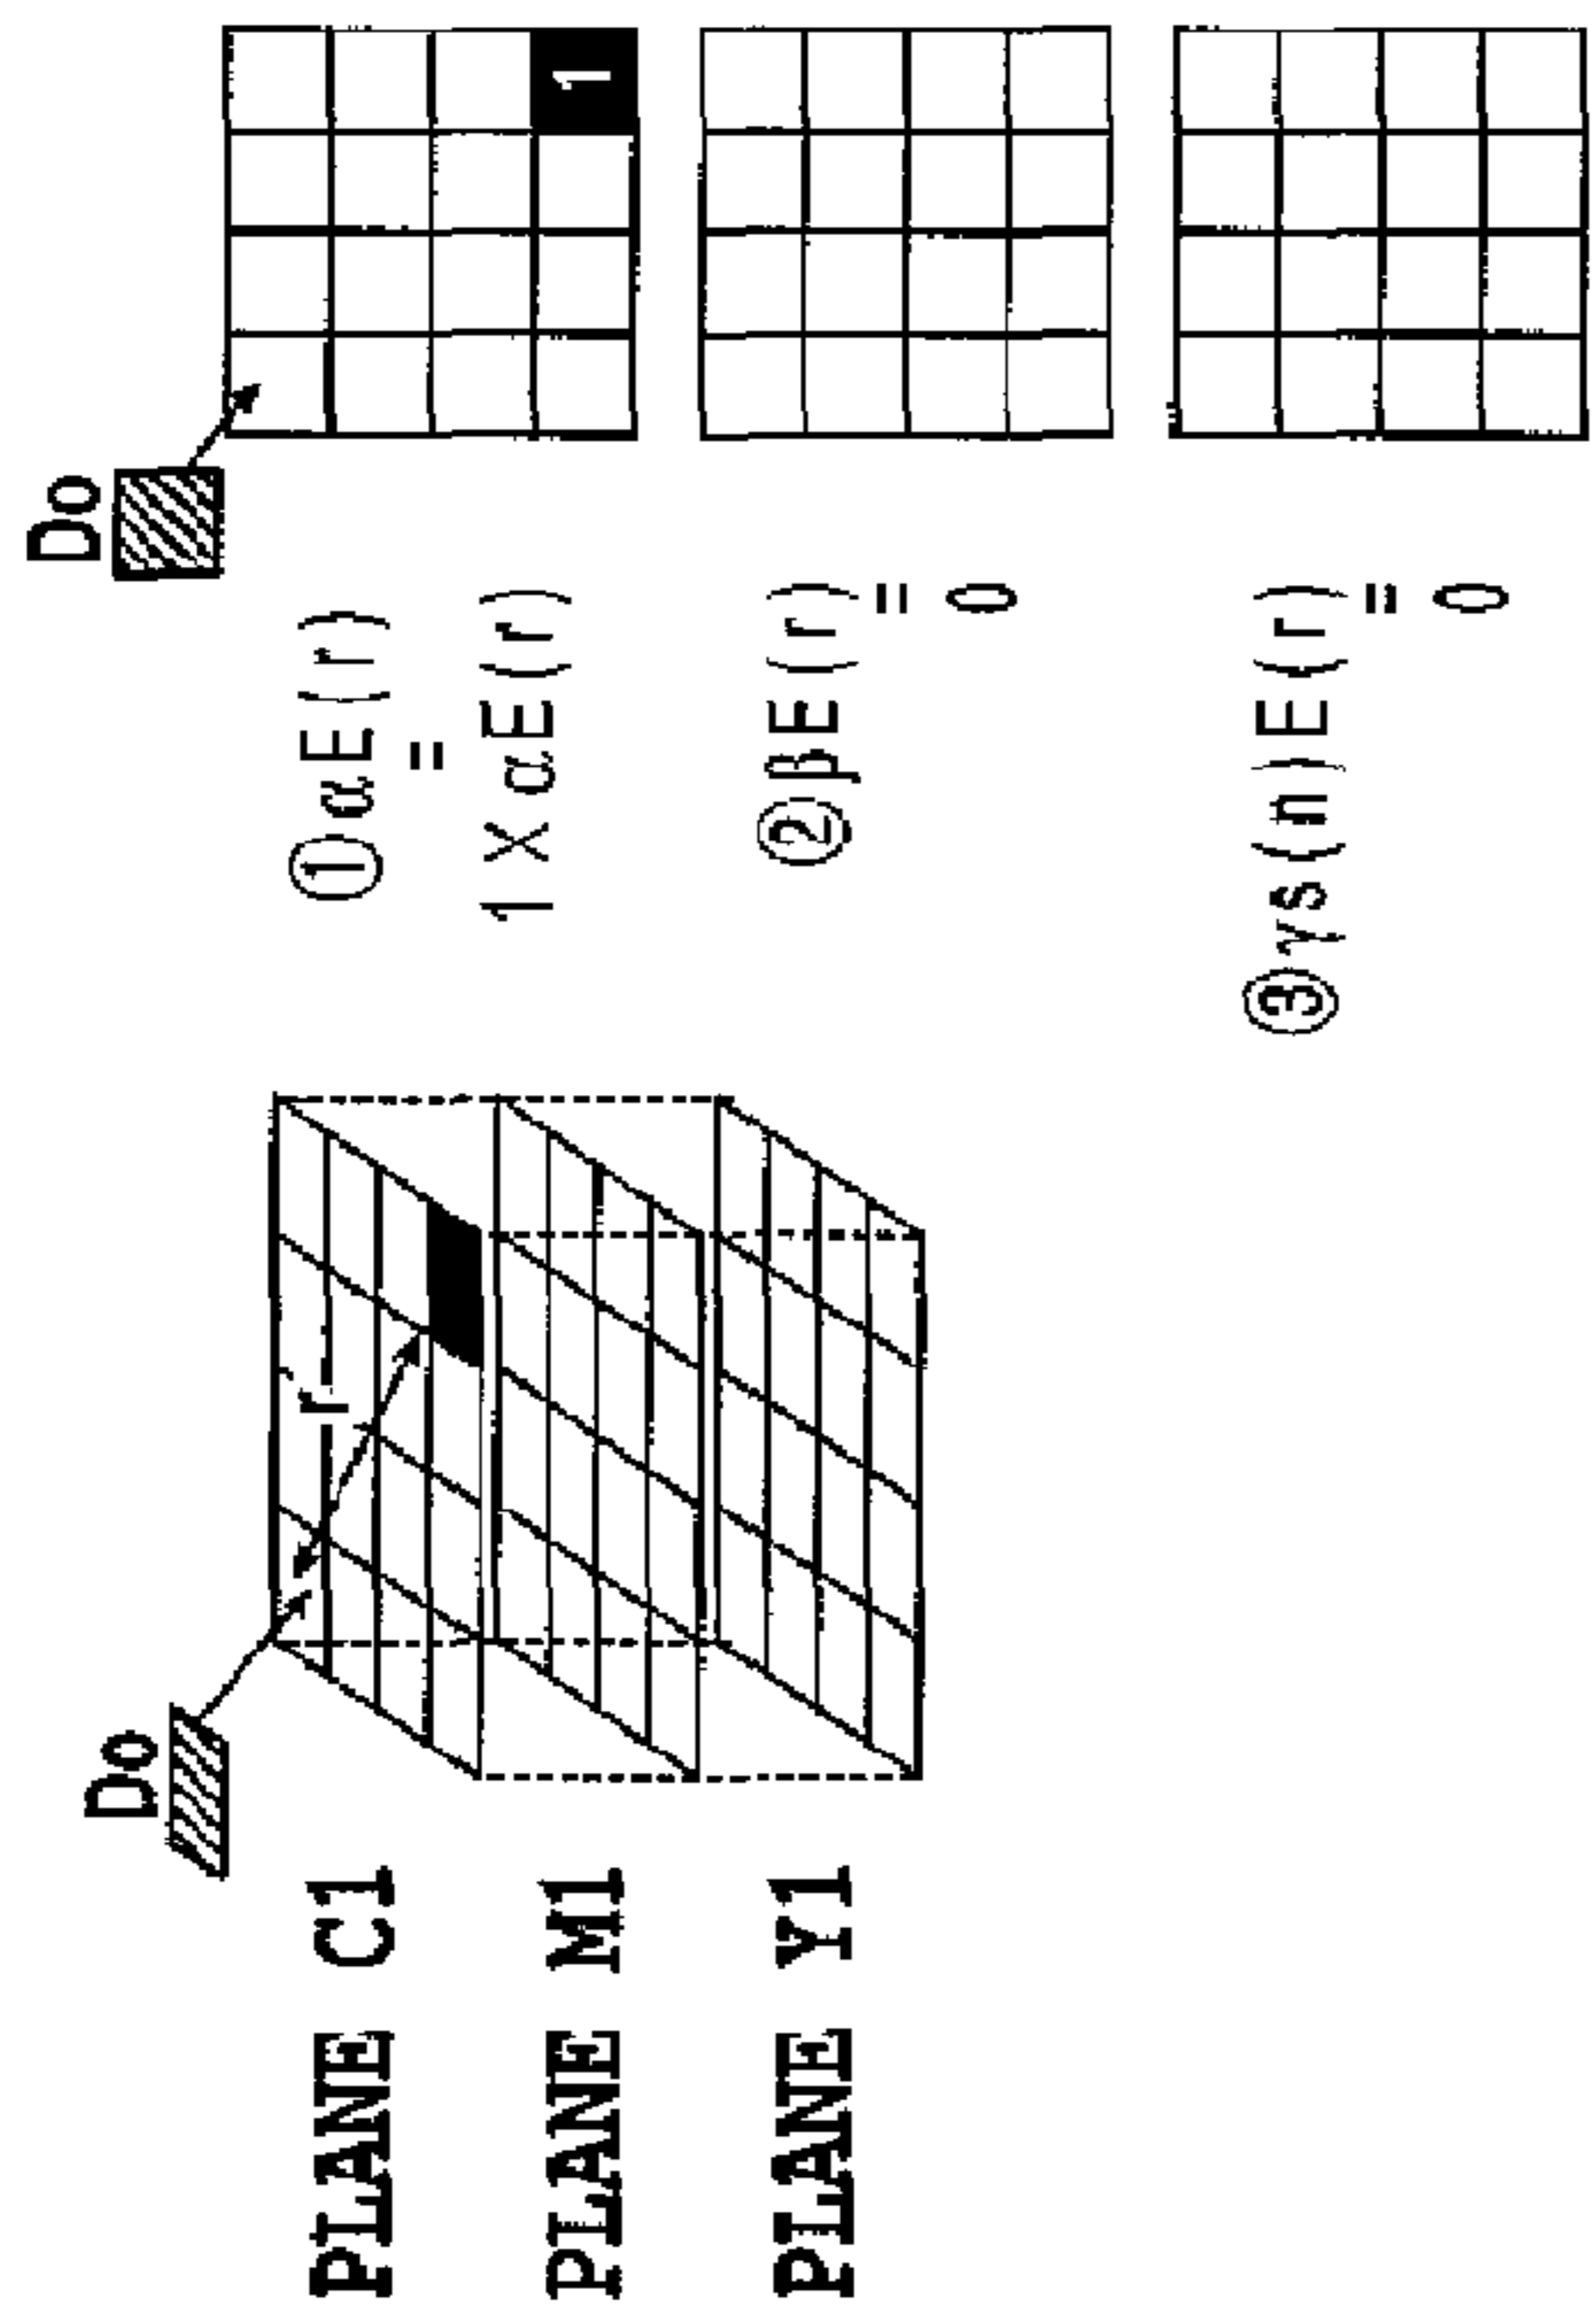 PLANE C1
PLANE M1
PLANE Y1
Do
r
Do
①αE(r)
=
1×αE(r)
②βE(r)
=
0
③γs(n)E(r)
=
0
1